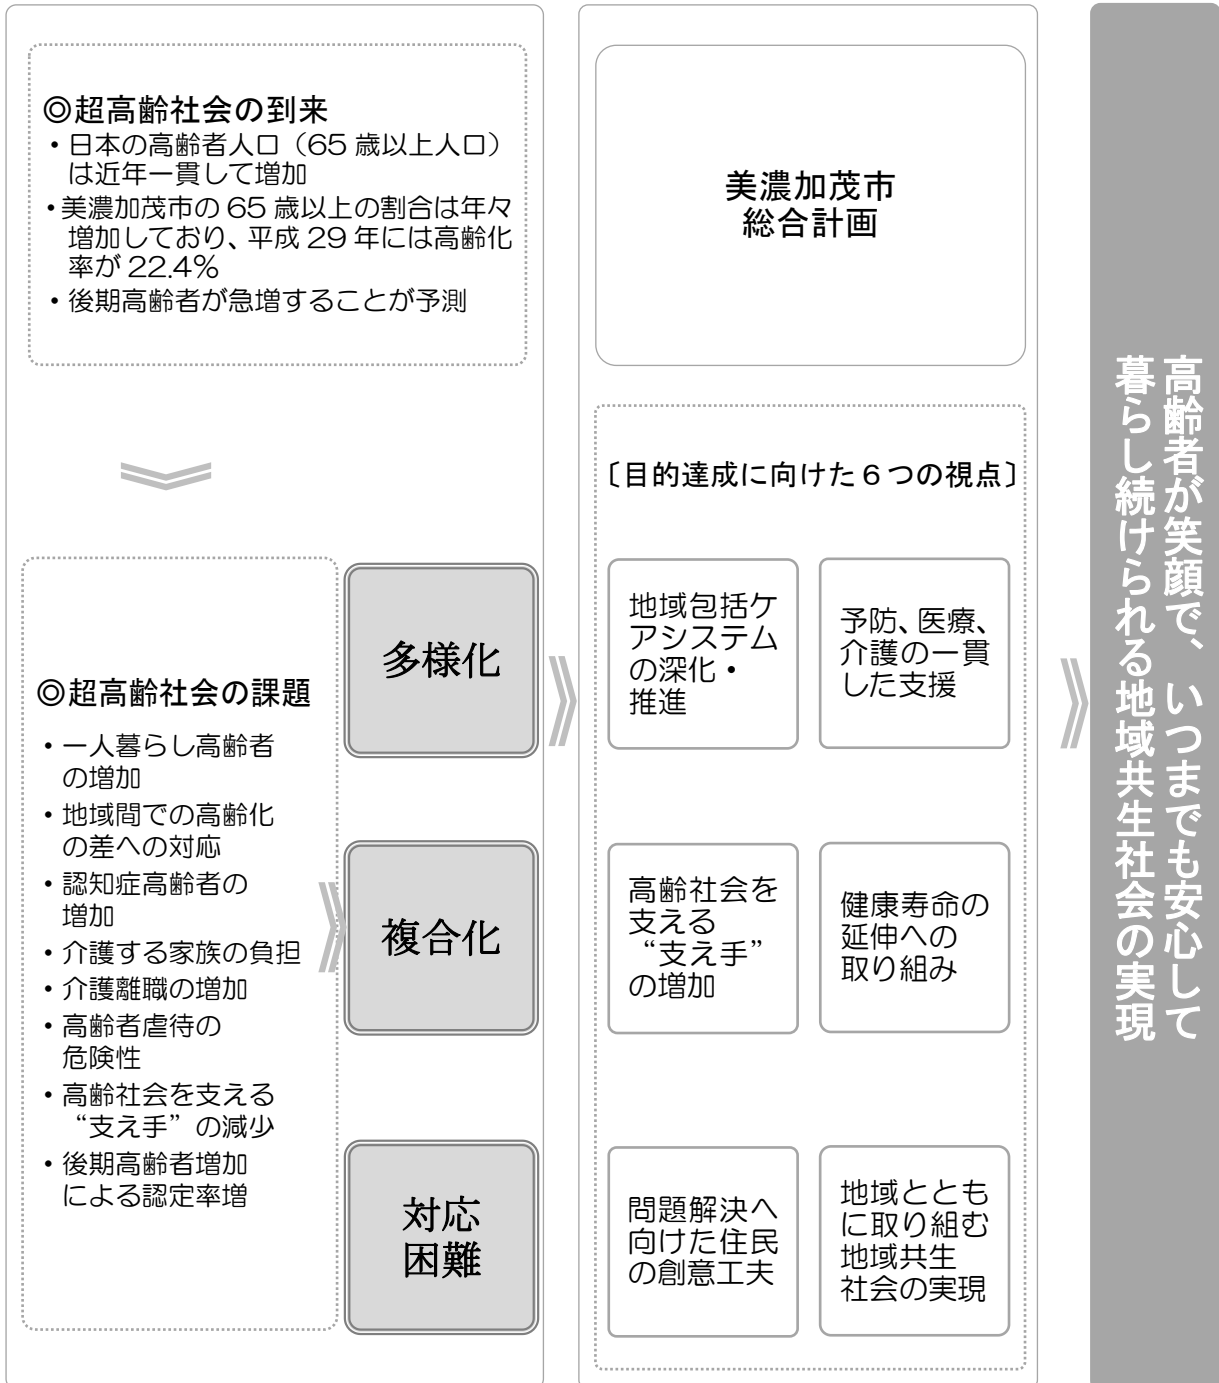 ◎超高齢社会の到来
・日本の高齢者人口（65 歳以上人口）
は近年一貫して増加
・美濃加茂市の 65 歳以上の割合は年々
増加しており、平成 29 年には高齢化
率が 22.4％
・後期高齢者が急増することが予測
◎超高齢社会の課題
・一人暮らし高齢者
の増加
・地域間での高齢化
の差への対応
・認知症高齢者の
増加
・介護する家族の負担
・介護離職の増加
・高齢者虐待の
危険性
・高齢社会を支える
“支え手”の減少
・後期高齢者増加
による認定率増
多様化
複合化
対応
困難
美濃加茂市
総合計画
〔目的達成に向けた６つの視点〕
地域包括ケ
アシステム
の深化・
推進
予防、医療、
介護の一貫
した支援
高齢社会を
支える
“支え手”
の増加
健康寿命の
延伸への
取り組み
問題解決へ
向けた住民
の創意工夫
地域ととも
に取り組む
地域共生
社会の実現
高齢者が笑顔で、いつまでも安心して
暮らし続けられる地域共生社会の実現